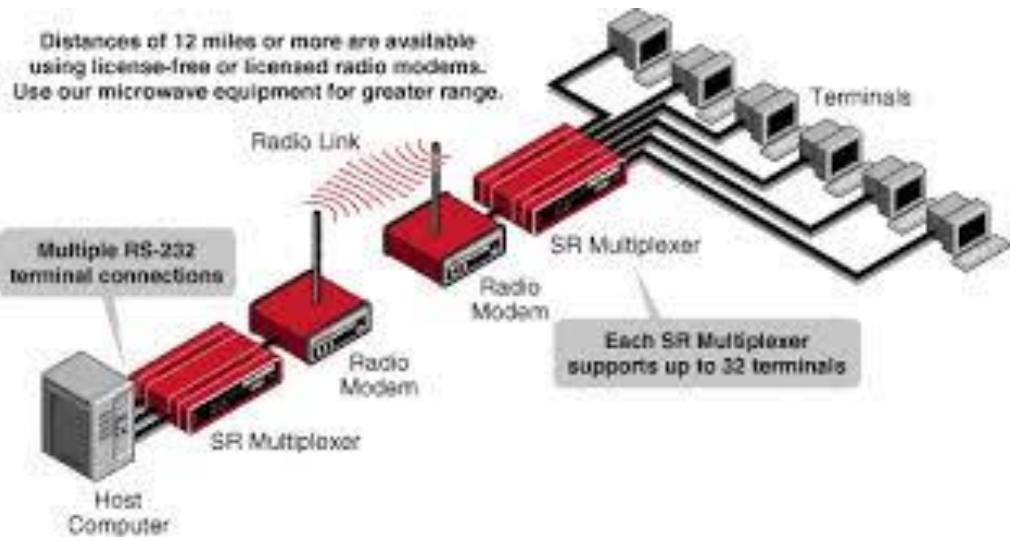 Distances of 12 miles or more are available
using license-free or licensed radio modems.
Use our microwave equipment for greater range.
Terminals
Radio Link
SR Multiplexer
Multiple RS-232
terminal connections
Radio
Modem
Each SR Multiplexer
supports up to 32 terminals
Radio
Modem
SR Multiplexer
Host
Computer